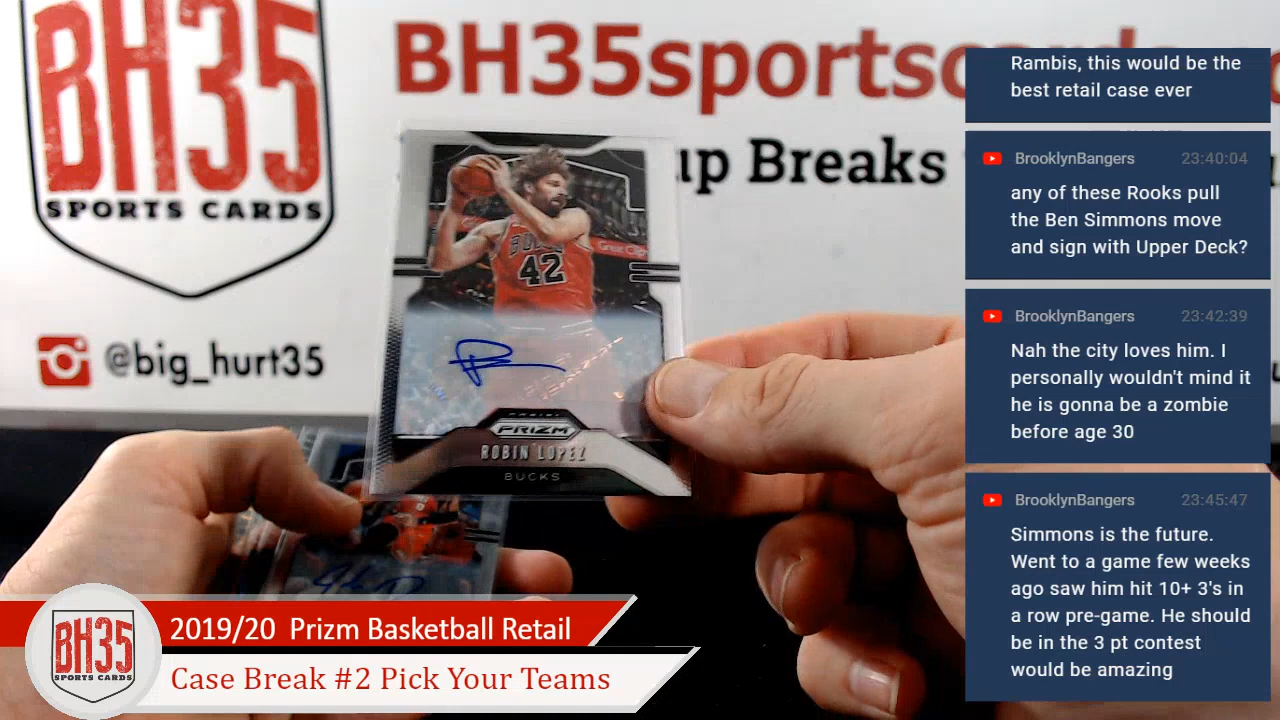 BH35
SPORTS CARDS
BH35sportsca
up Breaks
@big_hurt35
BULLS
42
Great Cli
PANINI
PRIZM
ROBIN LOPEZ
BUCKS
BH35
SPORTS CARDS
2019/20 Prizm Basketball Retail
Case Break #2 Pick Your Teams
Rambis, this would be the
best retail case ever
BrooklynBangers 23:40:04
any of these Rooks pull
the Ben Simmons move
and sign with Upper Deck?
BrooklynBangers 23:42:39
Nah the city loves him. I
personally wouldn't mind it
he is gonna be a zombie
before age 30
BrooklynBangers 23:45:47
Simmons is the future.
Went to a game few weeks
ago saw him hit 10+ 3's in
a row pre-game. He should
be in the 3 pt contest
would be amazing